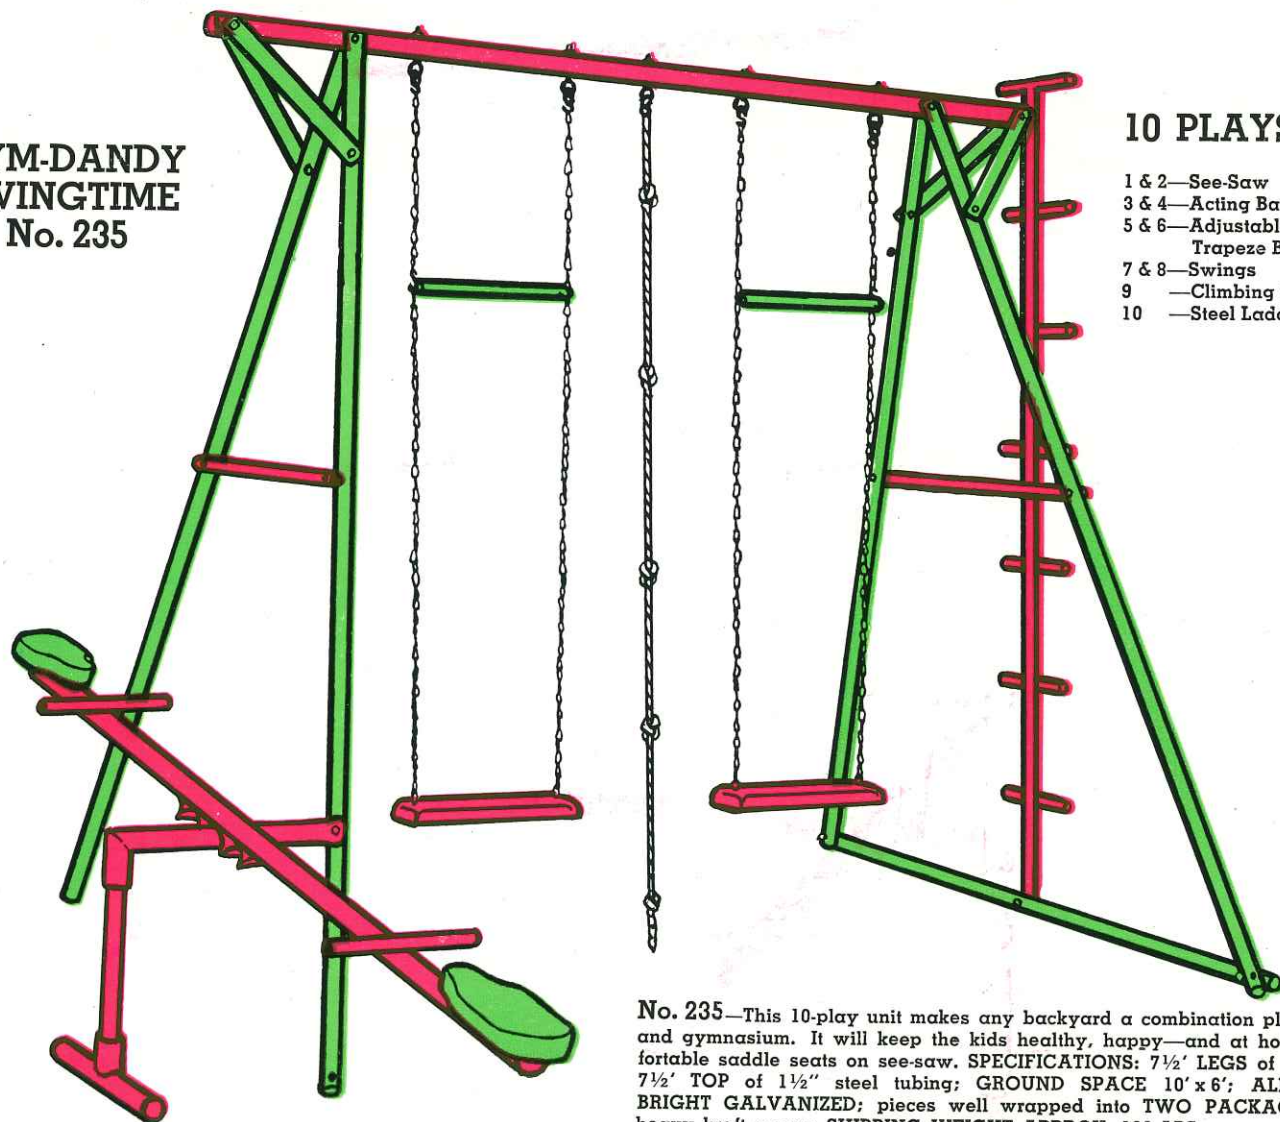 YM-DANDY
WINGTIME
No. 235
10 PLAYS
1 & 2—See-Saw
3 & 4—Acting Ba
5 & 6—Adjustabl
Trapeze B
7 & 8—Swings
9 —Climbing
10 —Steel Ladd
No. 235—This 10-play unit makes any backyard a combination pl
and gymnasium. It will keep the kids healthy, happy—and at ho
fortable saddle seats on see-saw. SPECIFICATIONS: 7½' LEGS of
7½' TOP of 1½" steel tubing; GROUND SPACE 10' x 6'; AL
BRIGHT GALVANIZED; pieces well wrapped into TWO PACKAG